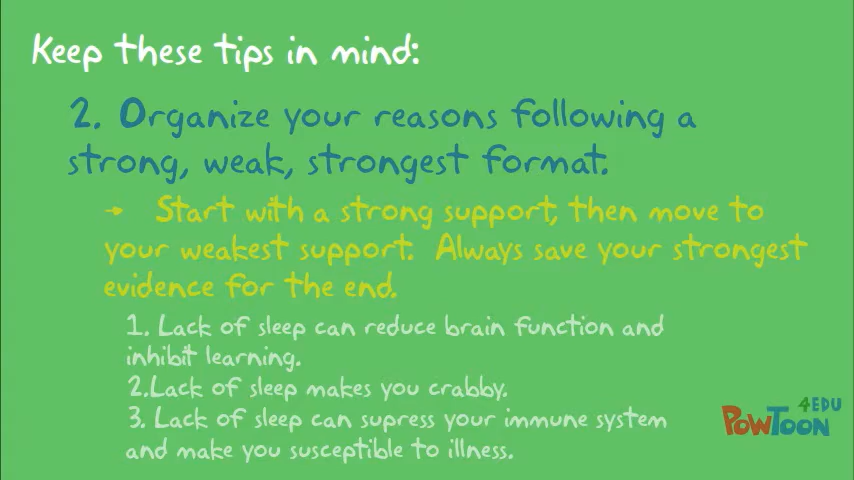 Keep these tips in mind:
2. Organize your reasons following a
strong, weak, strongest format.
→ Start with a strong support, then move to
your weakest support. Always save your strongest
evidence for the end.
1. Lack of sleep can reduce brain function and
inhibit learning.
2.Lack of sleep makes you crabby.
3. Lack of sleep can supress your immune system
and make you susceptible to illness.
4EDU
POWTOON